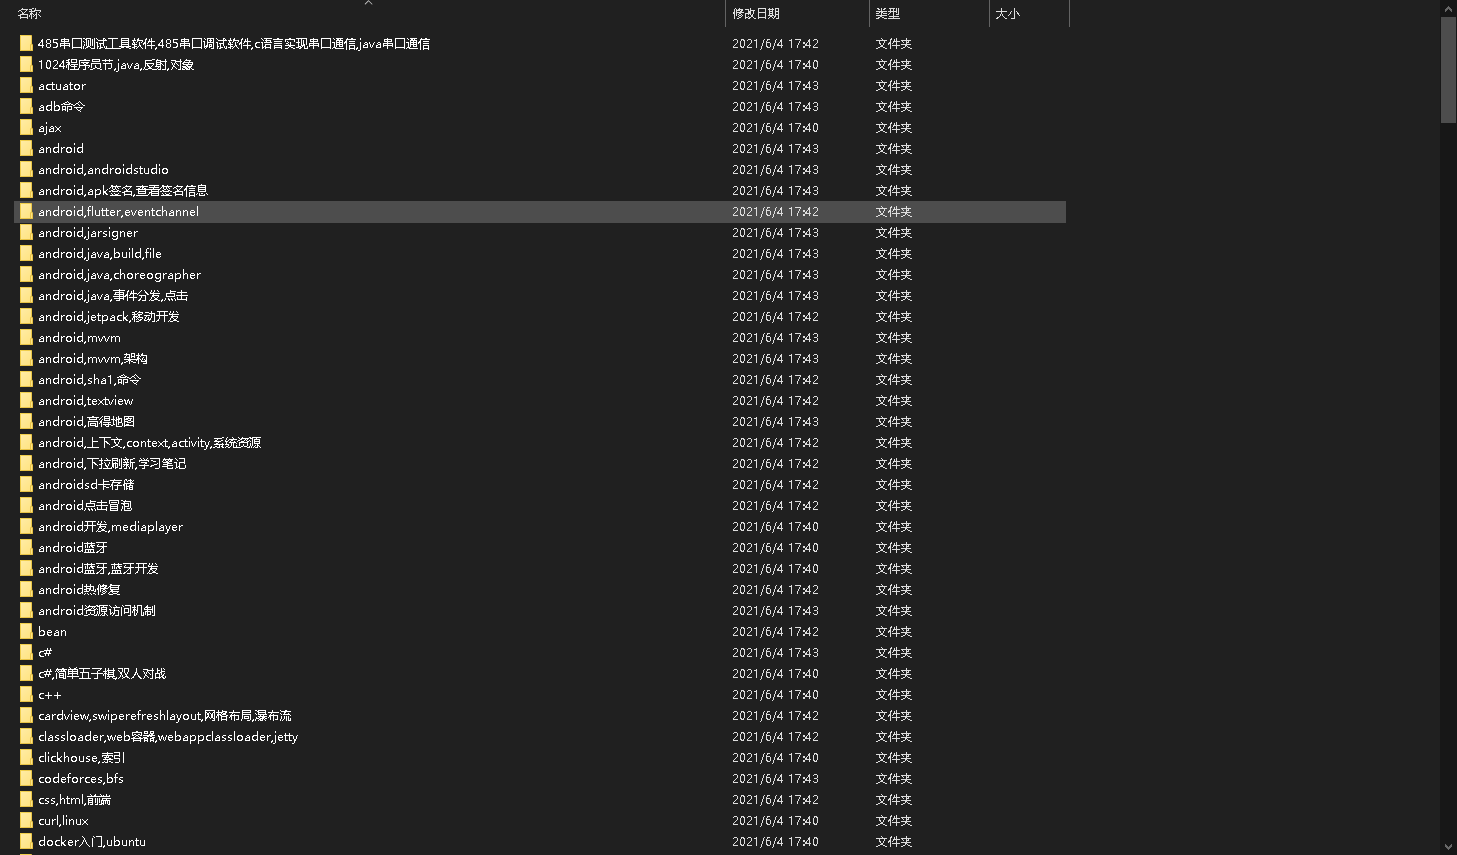 名称 修改日期 类型 大小
485串口测试工具软件,485串口调试软件,c语言实现串口通信,java串口通信 2021/6/4 17:42 文件夹
1024程序员节,java,反射,对象 2021/6/4 17:40 文件夹
actuator 2021/6/4 17:43 文件夹
adb命令 2021/6/4 17:43 文件夹
ajax 2021/6/4 17:40 文件夹
android 2021/6/4 17:43 文件夹
android,androidstudio 2021/6/4 17:43 文件夹
android,apk签名,查看签名信息 2021/6/4 17:43 文件夹
android,flutter,eventchannel 2021/6/4 17:42 文件夹
android,jarsigner 2021/6/4 17:43 文件夹
android,java,build,file 2021/6/4 17:43 文件夹
android,java,choreographer 2021/6/4 17:43 文件夹
android,java,事件分发,点击 2021/6/4 17:43 文件夹
android,jetpack,移动开发 2021/6/4 17:42 文件夹
android,mvvm 2021/6/4 17:43 文件夹
android,mvvm,架构 2021/6/4 17:43 文件夹
android,sha1,命令 2021/6/4 17:42 文件夹
android,textview 2021/6/4 17:42 文件夹
android,高得地图 2021/6/4 17:43 文件夹
android,上下文,context,activity,系统资源 2021/6/4 17:42 文件夹
android,下拉刷新,学习笔记 2021/6/4 17:42 文件夹
androidsd卡存储 2021/6/4 17:42 文件夹
android点击冒泡 2021/6/4 17:42 文件夹
android开发,mediaplayer 2021/6/4 17:40 文件夹
android蓝牙 2021/6/4 17:40 文件夹
android蓝牙,蓝牙开发 2021/6/4 17:40 文件夹
android热修复 2021/6/4 17:42 文件夹
android资源访问机制 2021/6/4 17:43 文件夹
bean 2021/6/4 17:42 文件夹
c# 2021/6/4 17:43 文件夹
c#,简单五子棋,双人对战 2021/6/4 17:40 文件夹
c++ 2021/6/4 17:40 文件夹
cardview,swiperefreshlayout,网格布局,瀑布流 2021/6/4 17:42 文件夹
classloader,web容器,webappclassloader,jetty 2021/6/4 17:42 文件夹
clickhouse,索引 2021/6/4 17:40 文件夹
codeforces,bfs 2021/6/4 17:43 文件夹
css,html,前端 2021/6/4 17:42 文件夹
curl,linux 2021/6/4 17:40 文件夹
docker入门,ubuntu 2021/6/4 17:40 文件夹